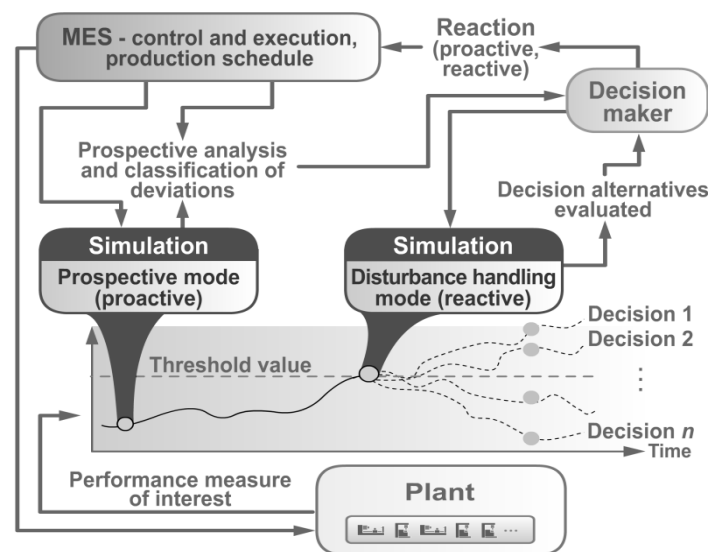 MES - control and execution,
production schedule
Reaction
(proactive,
reactive)
Decision
maker
Prospective analysis
and classification of
deviations
Decision alternatives
evaluated
Simulation
Prospective mode
(proactive)
Simulation
Disturbance handling
mode (reactive)
Decision 1
Decision 2
Threshold value
⋮
Decision n
Time
Performance measure
of interest
Plant
...